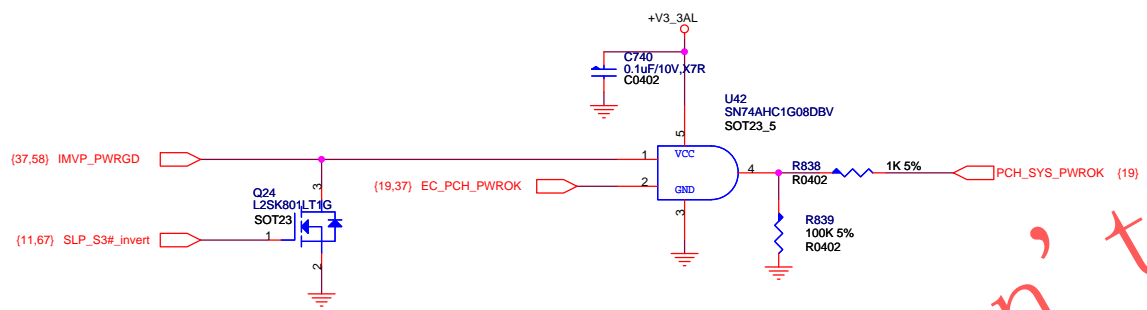 +V3_3AL
C740
0.1uF/10V,X7R
C0402
U42
SN74AHC1G08DBV
SOT23_5
5
VCC
{37,58} IMVP_PWRGD
1
4
R838
1K 5%
R0402
PCH_SYS_PWROK {19}
{19,37} EC_PCH_PWROK
2
GND
3
3
Q24
L2SK801LT1G
SOT23
R839
100K 5%
R0402
{11,67} SLP_S3#_invert
1
2
n't